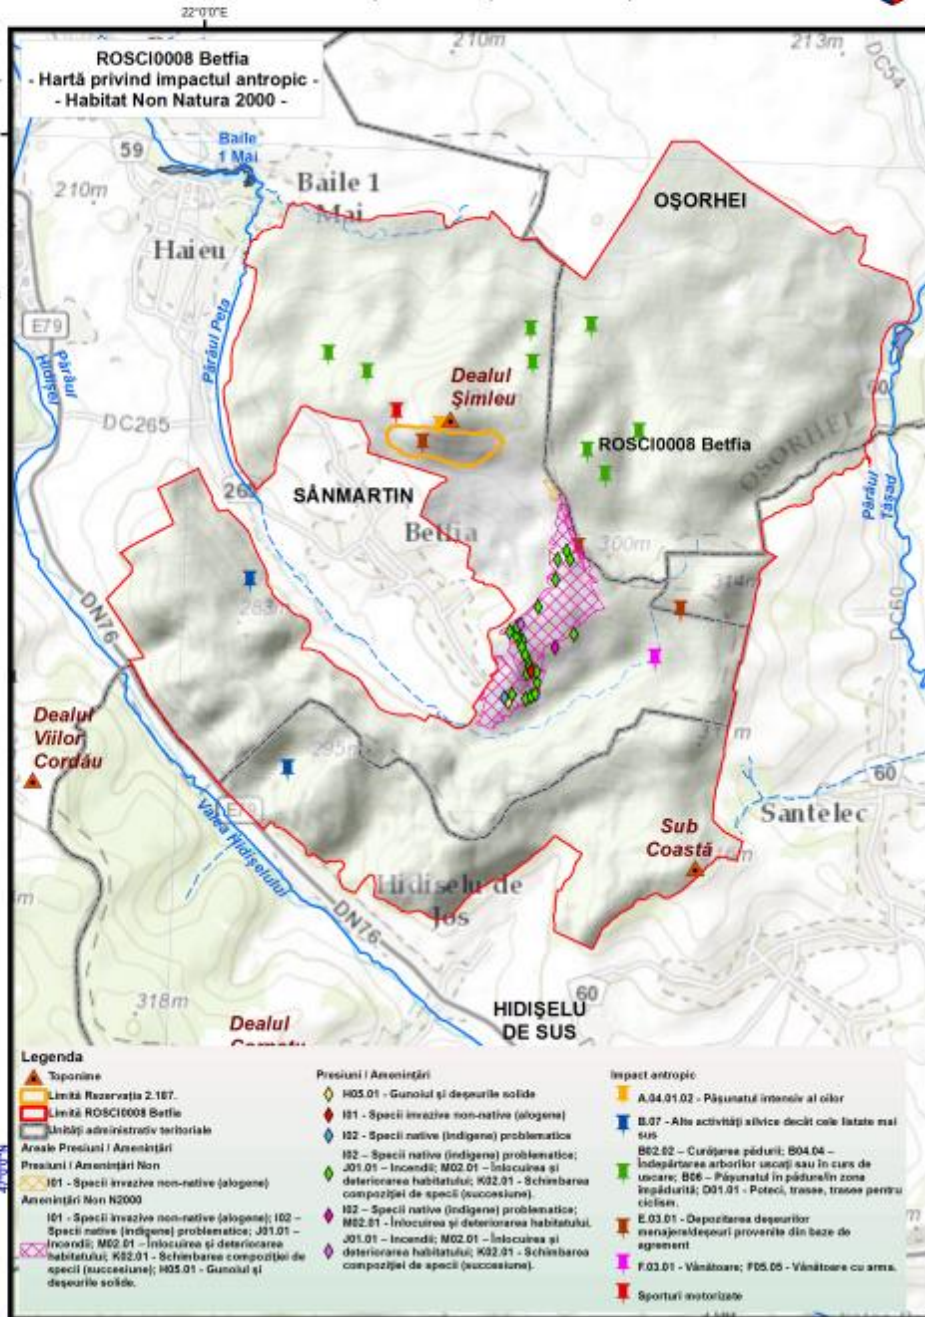 22°0'0"E
ROSCI0008 Betfia
- Hartă privind impactul antropic -
- Habitat Non Natura 2000 -
210m
213m
DC54
59
Baile
1 Mai
210m
Baile 1
Mai
OȘORHEI
Haieu
E79
Pârâul Peța
Pârâul
Hidișel
DC265
Dealul
Șimleu
60
ROSCI0008 Betfia
OȘORHEI
SÂNMARTIN
Betfia
Pârâul
Tășad
300m
314m
DN76
DC60
Dealul
Viilor
Cordău
295m
E79
311m
60
Santelec
Valea Hidișelului
Sub
Coastă
Hidiselu de
Jos
DN76
318m
HIDIȘELU
DE SUS
60
Dealul
Legenda
Toponime
Limită Rezervația 2.187.
Limită ROSCI0008 Betfia
Unități administrativ teritoriale
Areale Presiuni / Amenințări
Presiuni / Amenințări Non
I01 - Specii invazive non-native (alogene)
Amenințări Non N2000
I01 - Specii invazive non-native (alogene); I02 –
Specii native (indigene) problematice; J01.01 –
Incendii; M02.01 – Înlocuirea și deteriorarea
habitatului; K02.01 - Schimbarea compoziției de
specii (succesiune); H05.01 - Gunoiul și
deșeurile solide.
Presiuni / Amenințări
H05.01 - Gunoiul și deșeurile solide
I01 - Specii invazive non-native (alogene)
I02 - Specii native (indigene) problematice
I02 – Specii native (indigene) problematice;
J01.01 – Incendii; M02.01 – Înlocuirea și
deteriorarea habitatului; K02.01 - Schimbarea
compoziției de specii (succesiune).
I02 – Specii native (indigene) problematice;
M02.01 - Înlocuirea și deteriorarea habitatului.
J01.01 – Incendii; M02.01 – Înlocuirea și
deteriorarea habitatului; K02.01 - Schimbarea
compoziției de specii (succesiune).
Impact antropic
A.04.01.02 - Pășunatul intensiv al oilor
B.07 - Alte activități silvice decât cele listate mai
sus
B02.02 – Curățarea pădurii; B04.04 –
Îndepărtarea arborilor uscați sau în curs de
uscare; B06 – Pășunatul în pădure/în zona
împădurită; D01.01 - Poteci, trasee, trasee pentru
ciclism.
E.03.01 - Depozitarea deșeurilor
menajere/deșeuri provenite din baze de
agrement
F.03.01 – Vânătoare; F05.05 - Vânătoare cu arma.
Sporturi motorizate